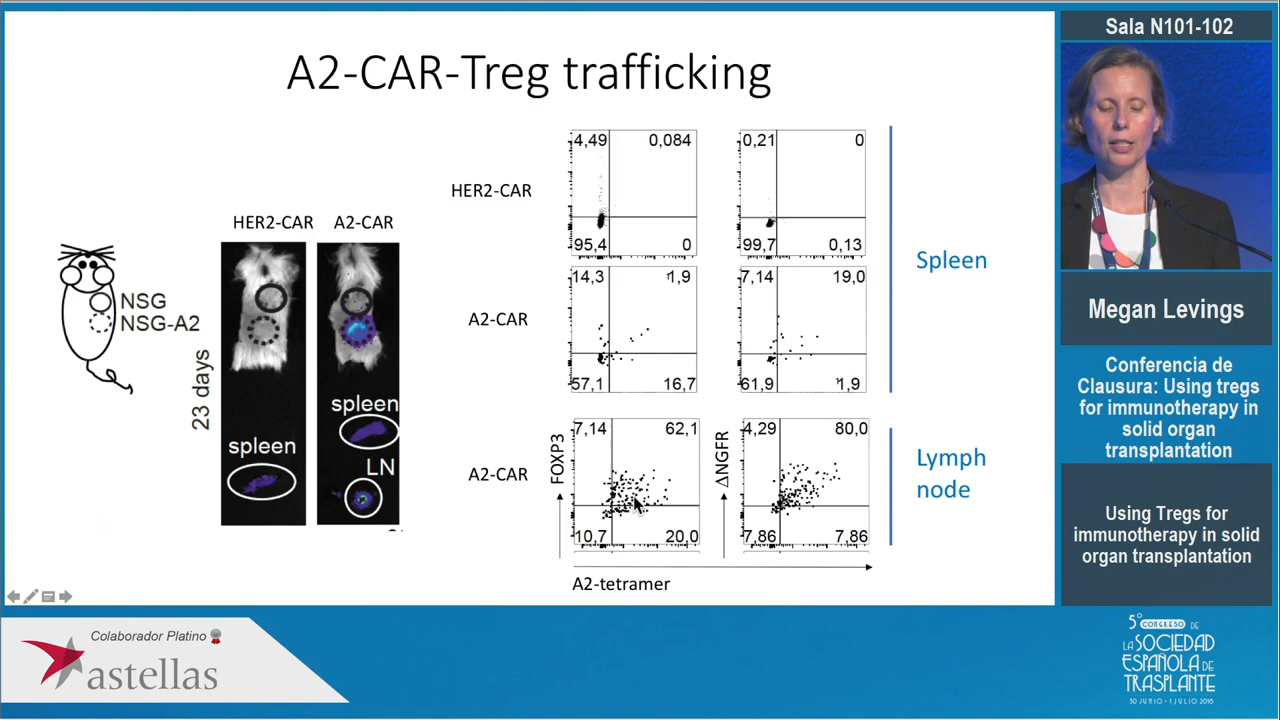 A2-CAR-Treg trafficking
NSG
NSG-A2
23 days
HER2-CAR
A2-CAR
spleen
spleen
LN
HER2-CAR
4,49
0,084
95,4
0
0,21
0
99,7
0,13
A2-CAR
14,3
1,9
57,1
16,7
7,14
19,0
61,9
1,9
Spleen
A2-CAR
FOXP3
7,14
62,1
10,7
20,0
ΔNGFR
4,29
80,0
7,86
7,86
Lymph
node
A2-tetramer
Sala N101-102
Megan Levings
Conferencia de
Clausura: Using tregs
for immunotherapy in
solid organ
transplantation
Using Tregs for
immunotherapy in solid
organ transplantation
Colaborador Platino
astellas
5º CONGRESO DE
LA SOCIEDAD
ESPAÑOLA DE
TRASPLANTE
30 JUNIO - 1 JULIO 2016